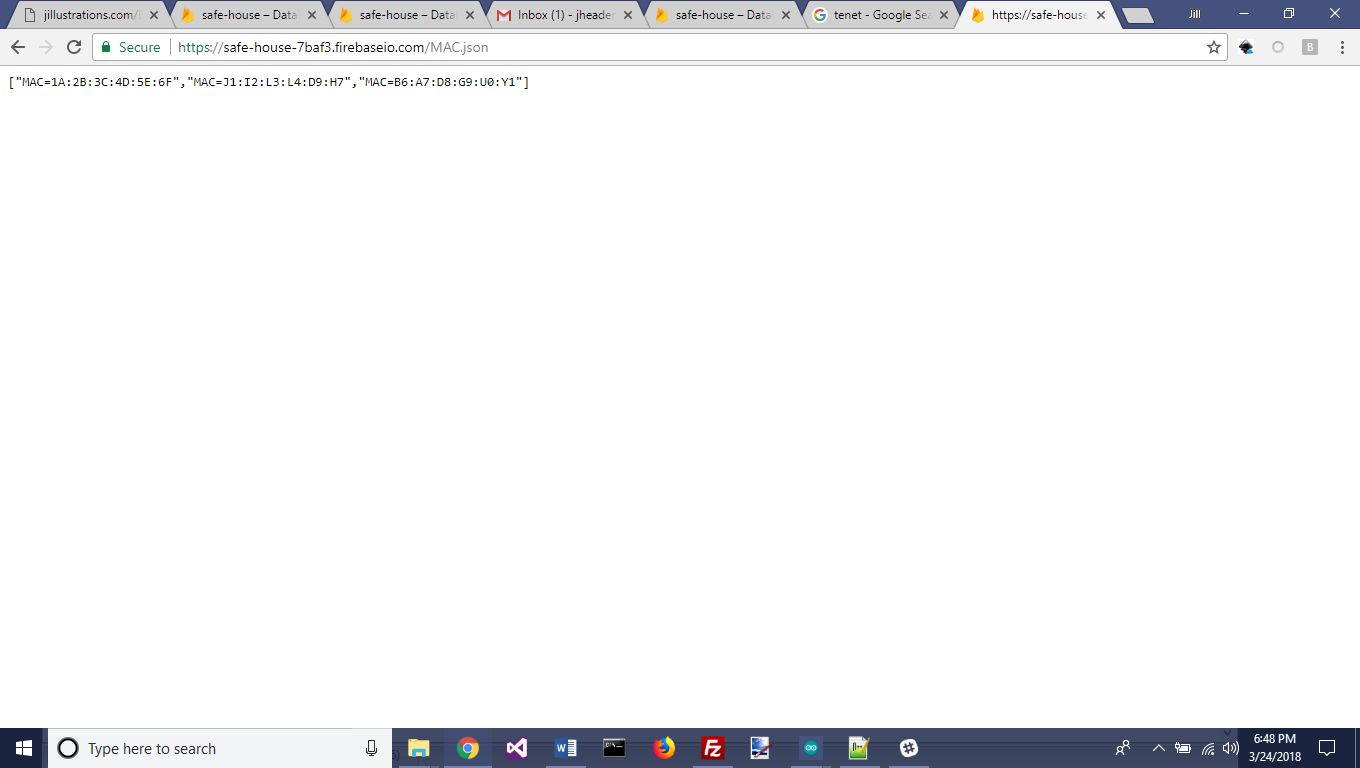 jillustrations.com/
safe-house – Data
safe-house – Data
Inbox (1) - jheader
safe-house – Data
tenet - Google Sea
https://safe-house
Jill
Secure
https://safe-house-7baf3.firebaseio.com/MAC.json
B
["MAC=1A:2B:3C:4D:5E:6F","MAC=J1:I2:L3:L4:D9:H7","MAC=B6:A7:D8:G9:U0:Y1"]
Type here to search
6:48 PM
3/24/2018